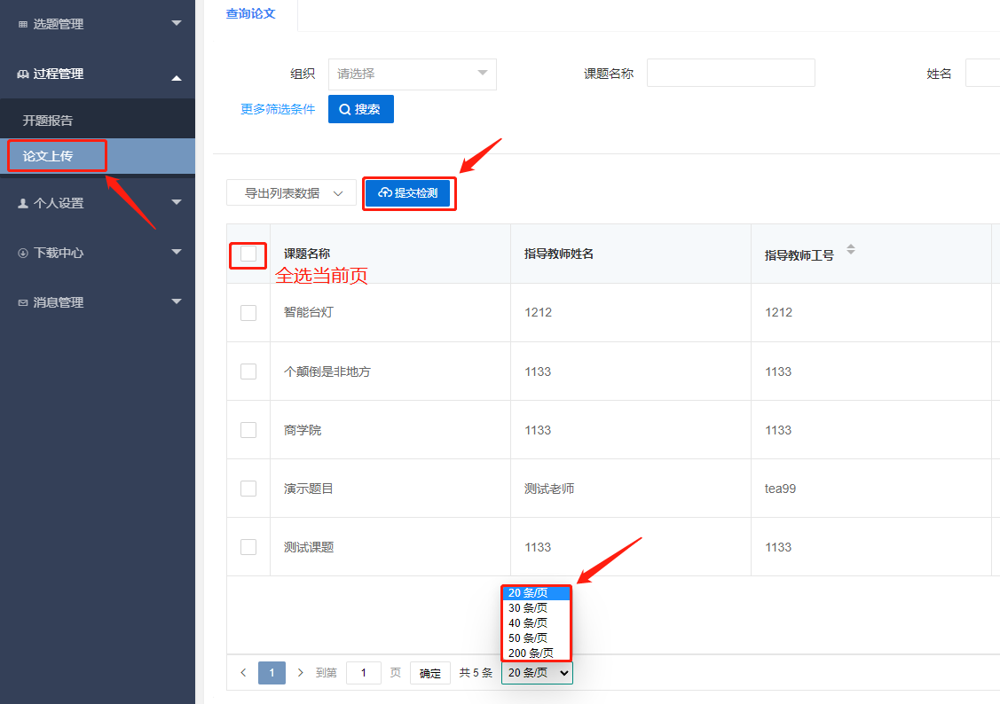 选题管理
过程管理
开题报告
论文上传
个人设置
下载中心
消息管理
查询论文
组织
请选择
课题名称
姓名
更多筛选条件
搜索
导出列表数据
提交检测
课题名称
指导教师姓名
指导教师工号
全选当前页
智能台灯
1212
1212
个颠倒是非地方
1133
1133
商学院
1133
1133
演示题目
测试老师
tea99
测试课题
1133
1133
20 条/页
30 条/页
40 条/页
50 条/页
200 条/页
1
到第
1
页
确定
共 5 条
20 条/页